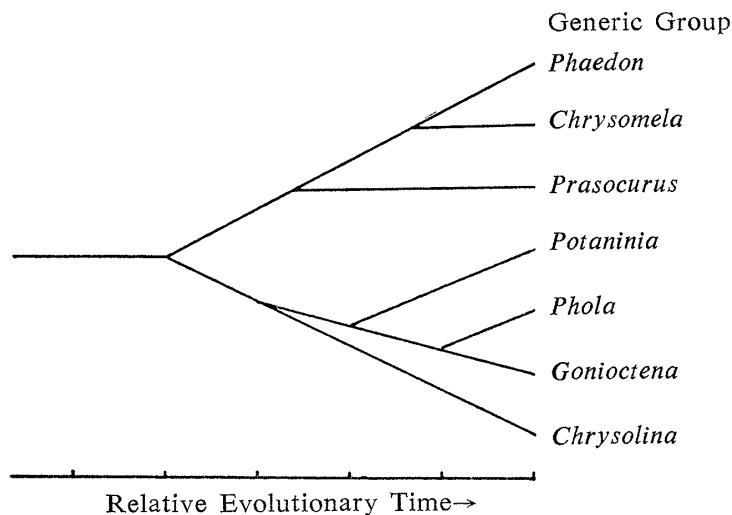 Generic Group
Phaedon
Chrysomela
Prasocurus
Potaninia
Phola
Gonioctena
Chrysolina
Relative Evolutionary Time→